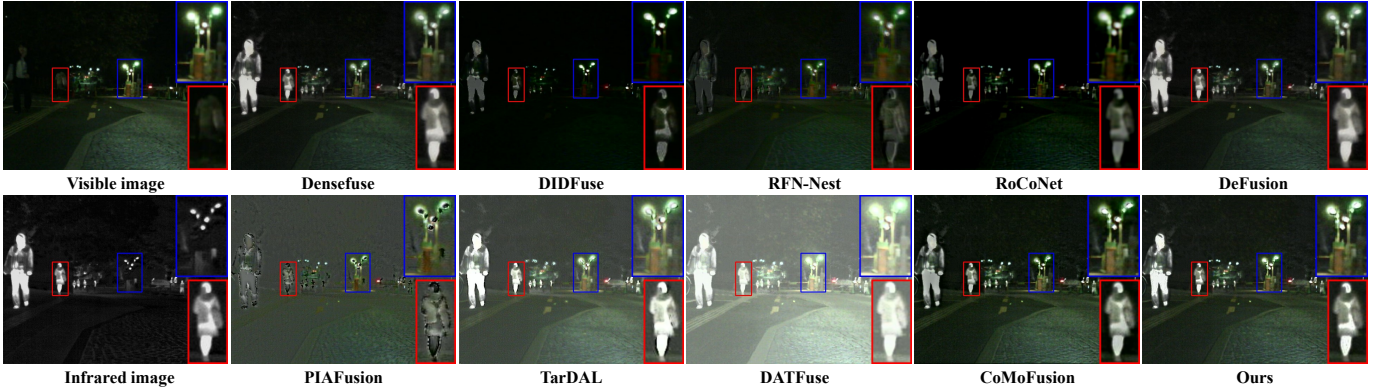 Visible image Densefuse DIDFuse RFN-Nest RoCoNet DeFusion
Infrared image PIAFusion TarDAL DATFuse CoMoFusion Ours